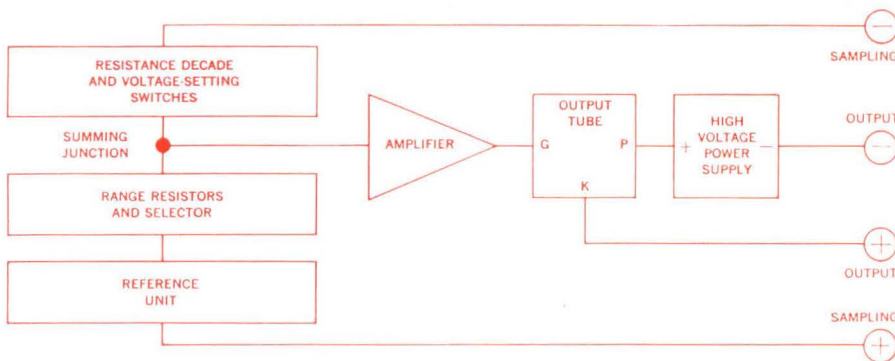 SAMPLING
RESISTANCE DECADE
AND VOLTAGE-SETTING
SWITCHES
OUTPUT
TUBE
HIGH
VOLTAGE
POWER
SUPPLY
OUTPUT
SUMMING
JUNCTION
AMPLIFIER
G
P
+
−
K
RANGE RESISTORS
AND SELECTOR
REFERENCE
UNIT
OUTPUT
SAMPLING